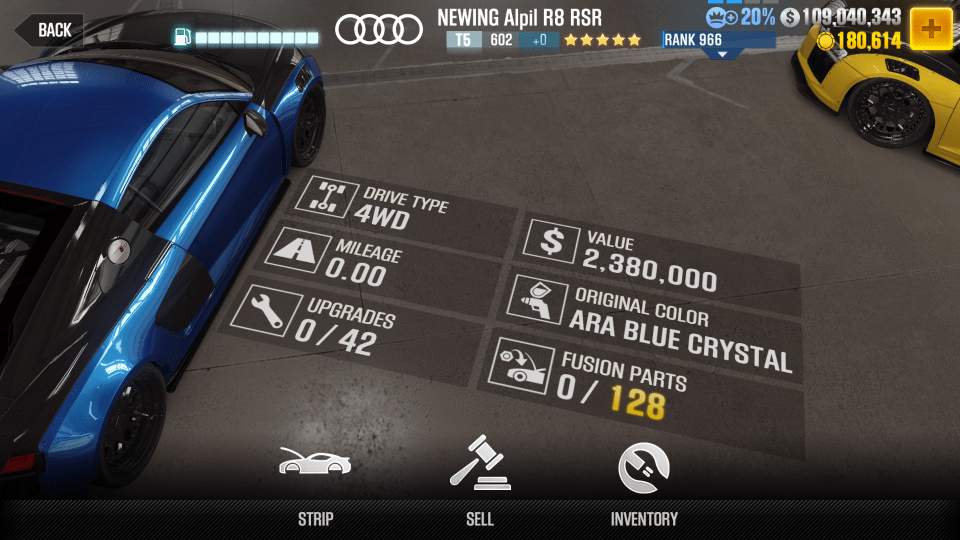 BACK
NEWING Alpil R8 RSR
T5 602 +0
RANK 966
20% $ 109,040,343
180,614
DRIVE TYPE
4WD
MILEAGE
0.00
UPGRADES
0 / 42
$ VALUE
2,380,000
ORIGINAL COLOR
ARA BLUE CRYSTAL
FUSION PARTS
0 / 128
STRIP
SELL
INVENTORY